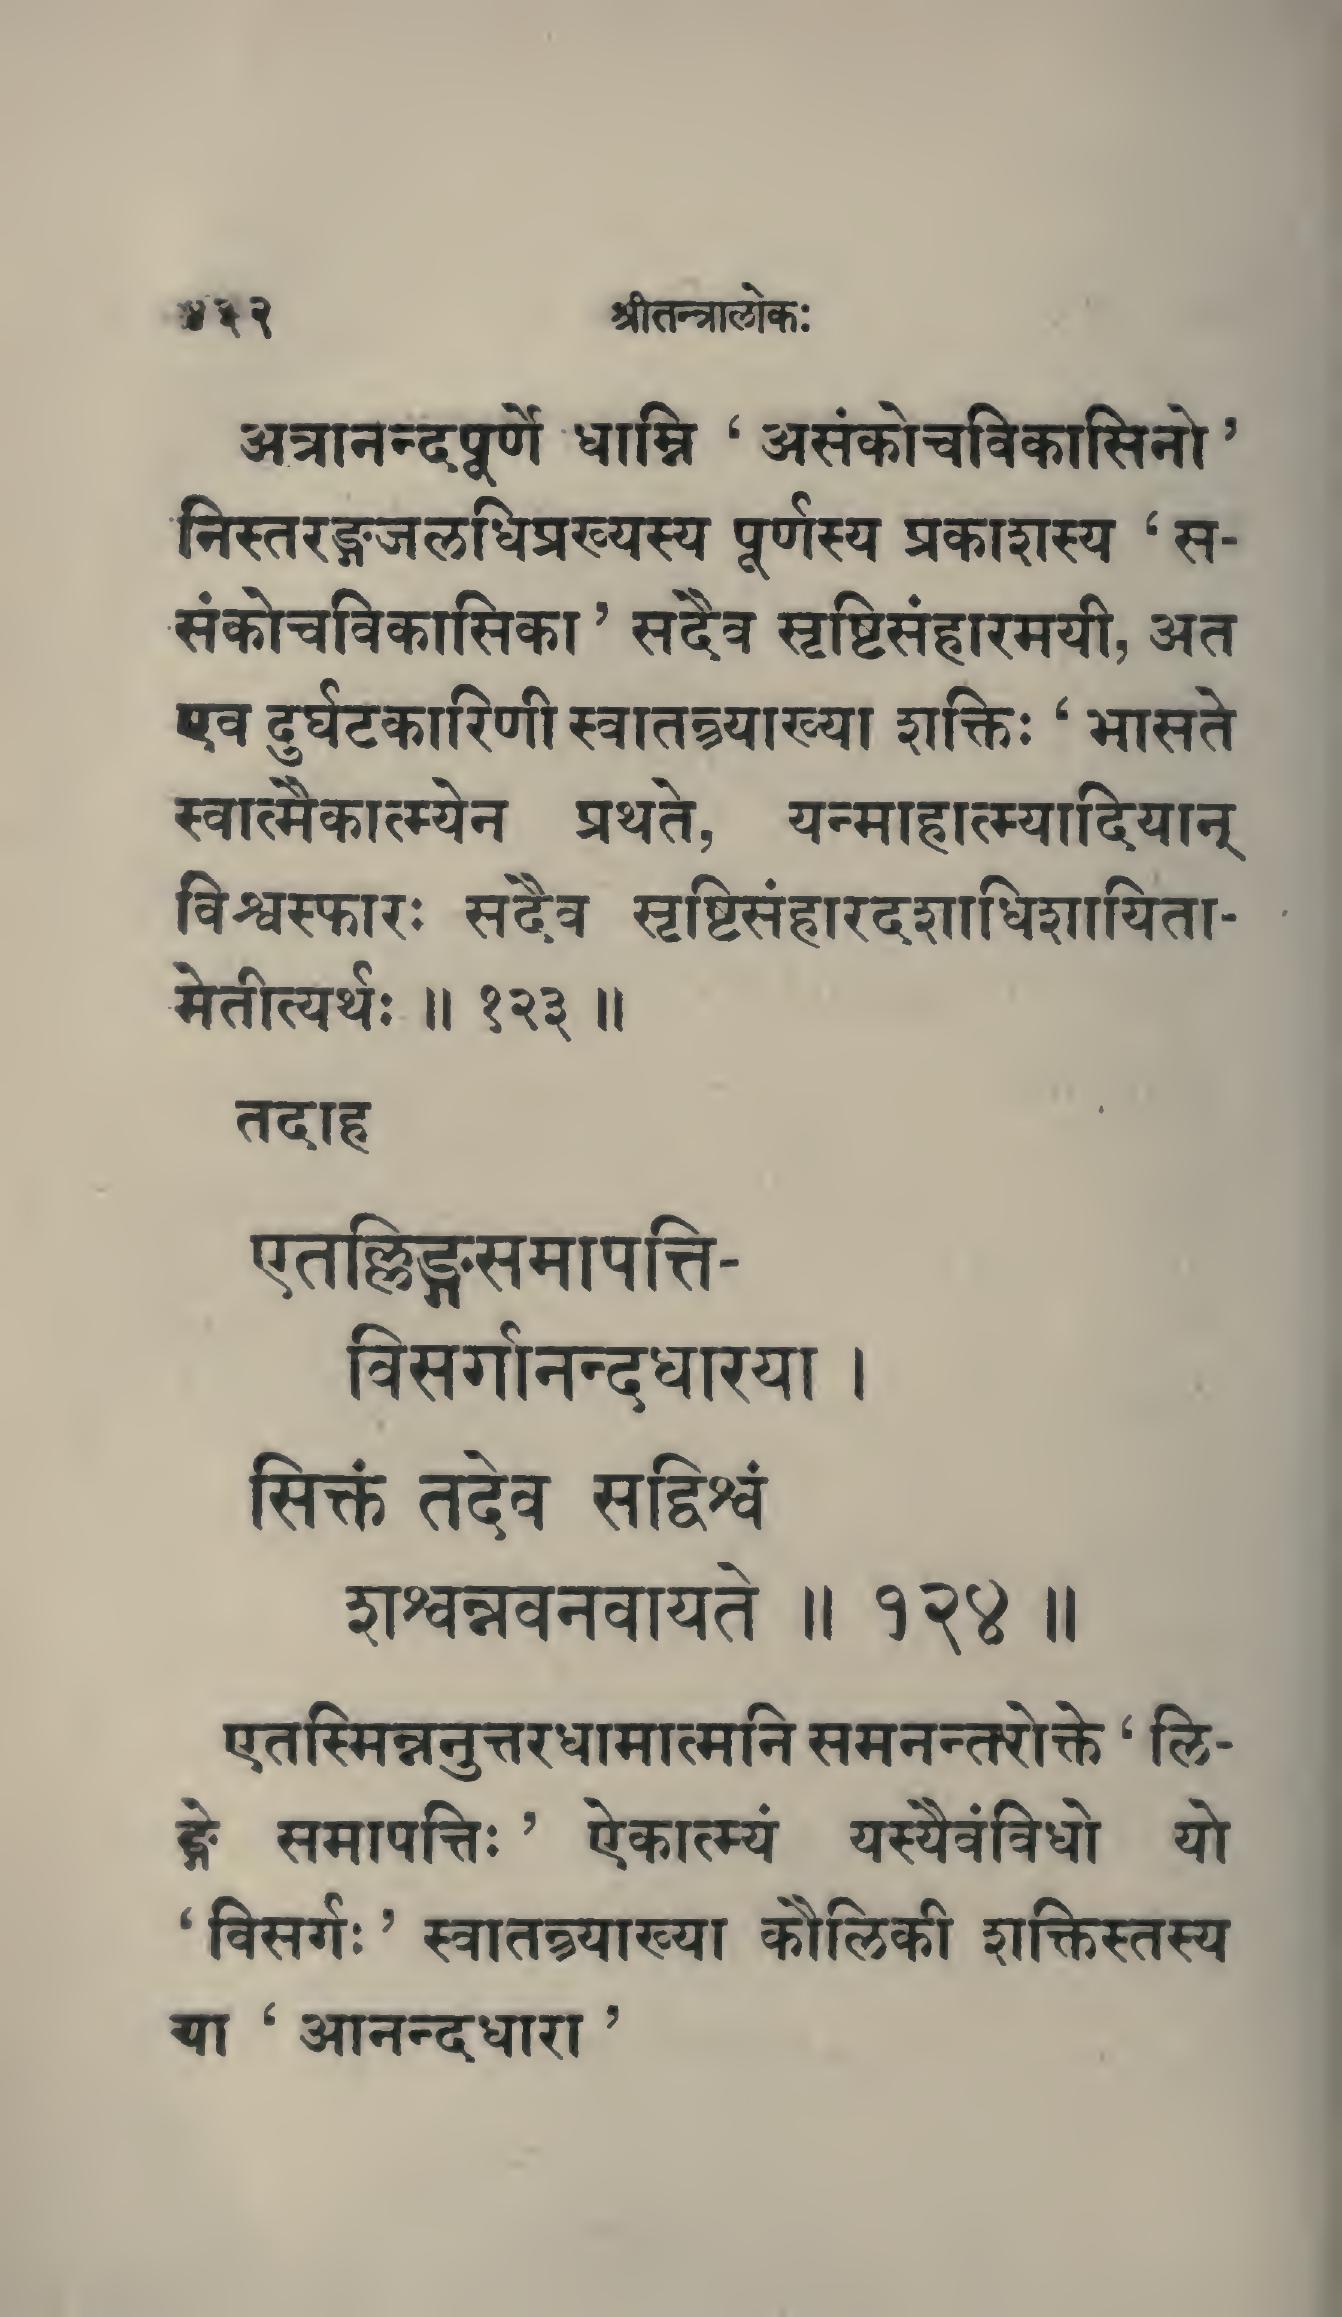 श्रीतन्त्रालोकः
अत्रानन्दपूर्णे धाम्नि ‘ असंकोचविकासिनो ’
निस्तरङ्गजलधिप्रख्यस्य पूर्णस्य प्रकाशस्य ‘ स-
संकोचविकासिका ’ सदैव सृष्टिसंहारमयी, अत
एव दुर्घटकारिणी स्वातन्त्र्याख्या शक्तिः ‘ भासते
स्वात्मैकात्म्येन प्रथते, यन्माहात्म्यादियान्
विश्वस्फारः सदैव सृष्टिसंहारदशाधिशायिता-
मेतीत्यर्थः ॥ १२३ ॥
तदाह
एतल्लिङ्गसमापत्ति-
विसर्गानन्दधारया ।
सिक्तं तदेव सद्विश्वं
शश्वन्नवनवायते ॥ १२४ ॥
एतस्मिन्ननुत्तरधामात्मनि समनन्तरोक्ते ‘ लि-
ङ्गे समापत्तिः ’ ऐकात्म्यं यस्यैवंविधो यो
‘ विसर्गः ’ स्वातन्त्र्याख्या कौलिकी शक्तिस्तस्य
या ‘ आनन्दधारा ’